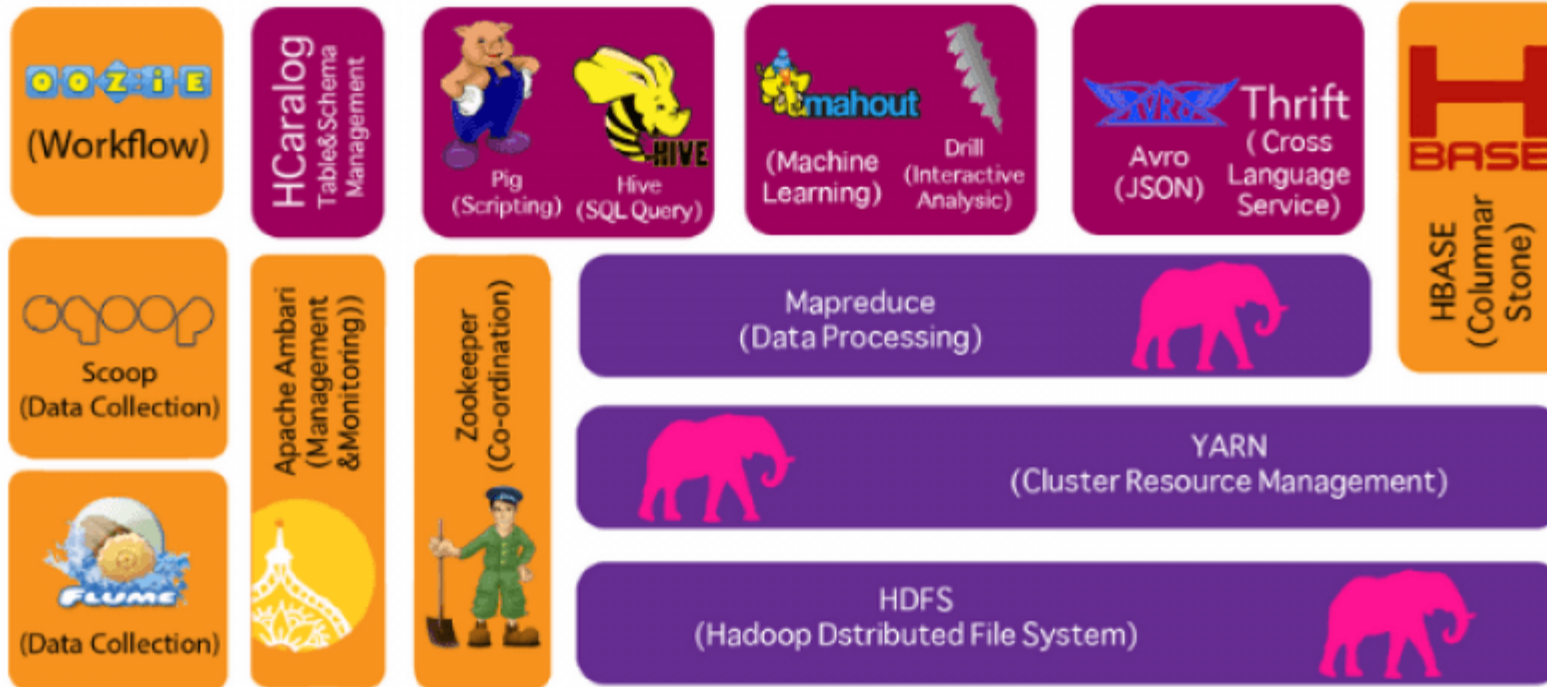 OOZiE
(Workflow)
HCaralog
Table&Schema
Management
Pig
(Scripting)
HIVE
Hive
(SQL Query)
mahout
(Machine
Learning)
Drill
(Interactive
Analysic)
AVRO
Avro
(JSON)
Thrift
( Cross
Language
Service)
H
BASE
HBASE
(Columnar
Stone)
sqoop
Scoop
(Data Collection)
Apache Ambari
(Management
&Monitoring))
Zookeeper
(Co-ordination)
Mapreduce
(Data Processing)
YARN
(Cluster Resource Management)
FLUME
(Data Collection)
HDFS
(Hadoop Dstributed File System)